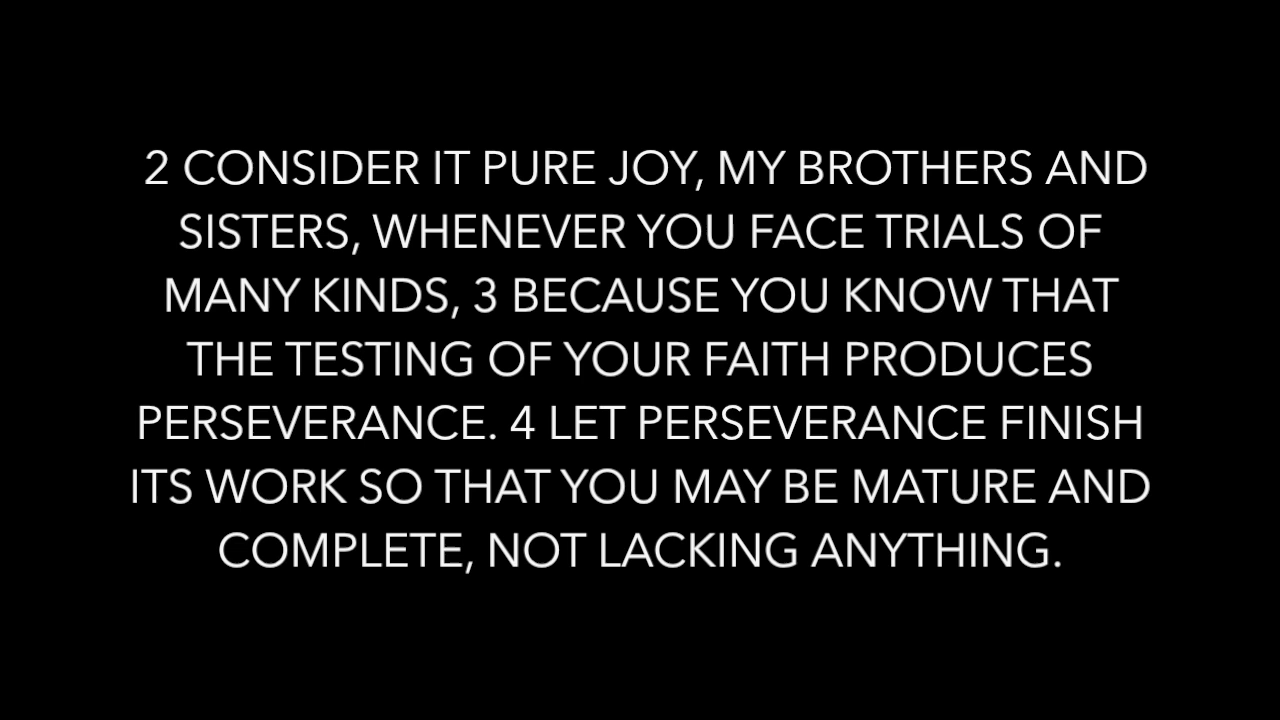 2 CONSIDER IT PURE JOY, MY BROTHERS AND
SISTERS, WHENEVER YOU FACE TRIALS OF
MANY KINDS, 3 BECAUSE YOU KNOW THAT
THE TESTING OF YOUR FAITH PRODUCES
PERSEVERANCE. 4 LET PERSEVERANCE FINISH
ITS WORK SO THAT YOU MAY BE MATURE AND
COMPLETE, NOT LACKING ANYTHING.